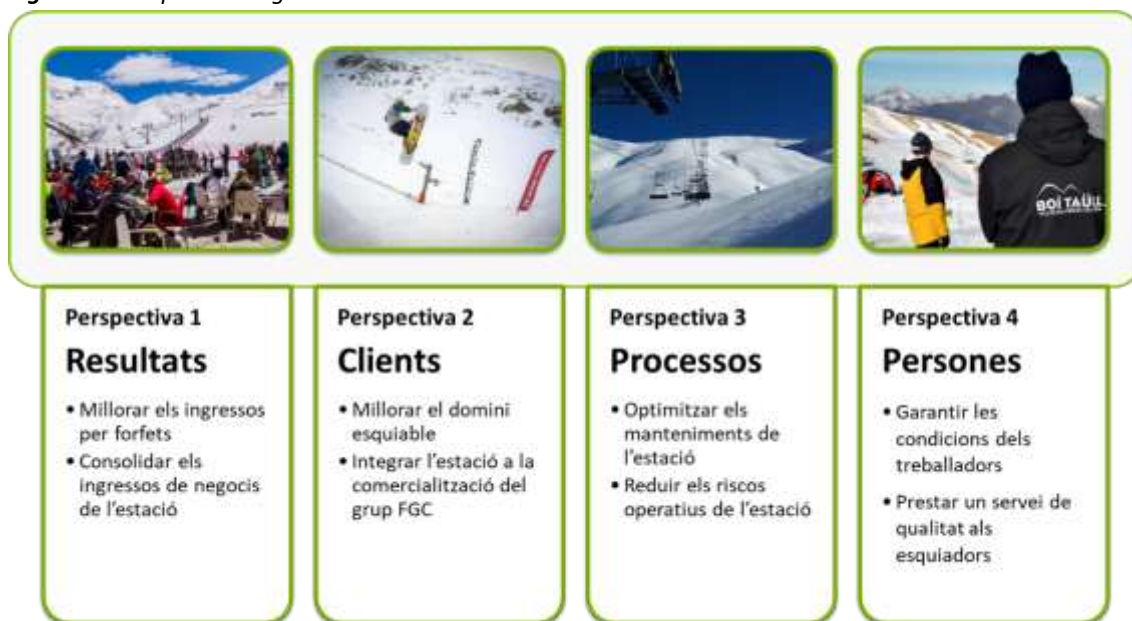 BOÍ TAÜLL
Perspectiva 1
Resultats
• Millorar els ingressos
per forfets
• Consolidar els
ingressos de negocis
de l'estació
Perspectiva 2
Clients
• Millorar el domini
esquiable
• Integrar l'estació a la
comercialització del
grup FGC
Perspectiva 3
Processos
• Optimitzar els
manteniments de
l'estació
• Reduir els riscos
operatius de l'estació
Perspectiva 4
Persones
• Garantir les
condicions dels
treballadors
• Prestar un servei de
qualitat als
esquiadors